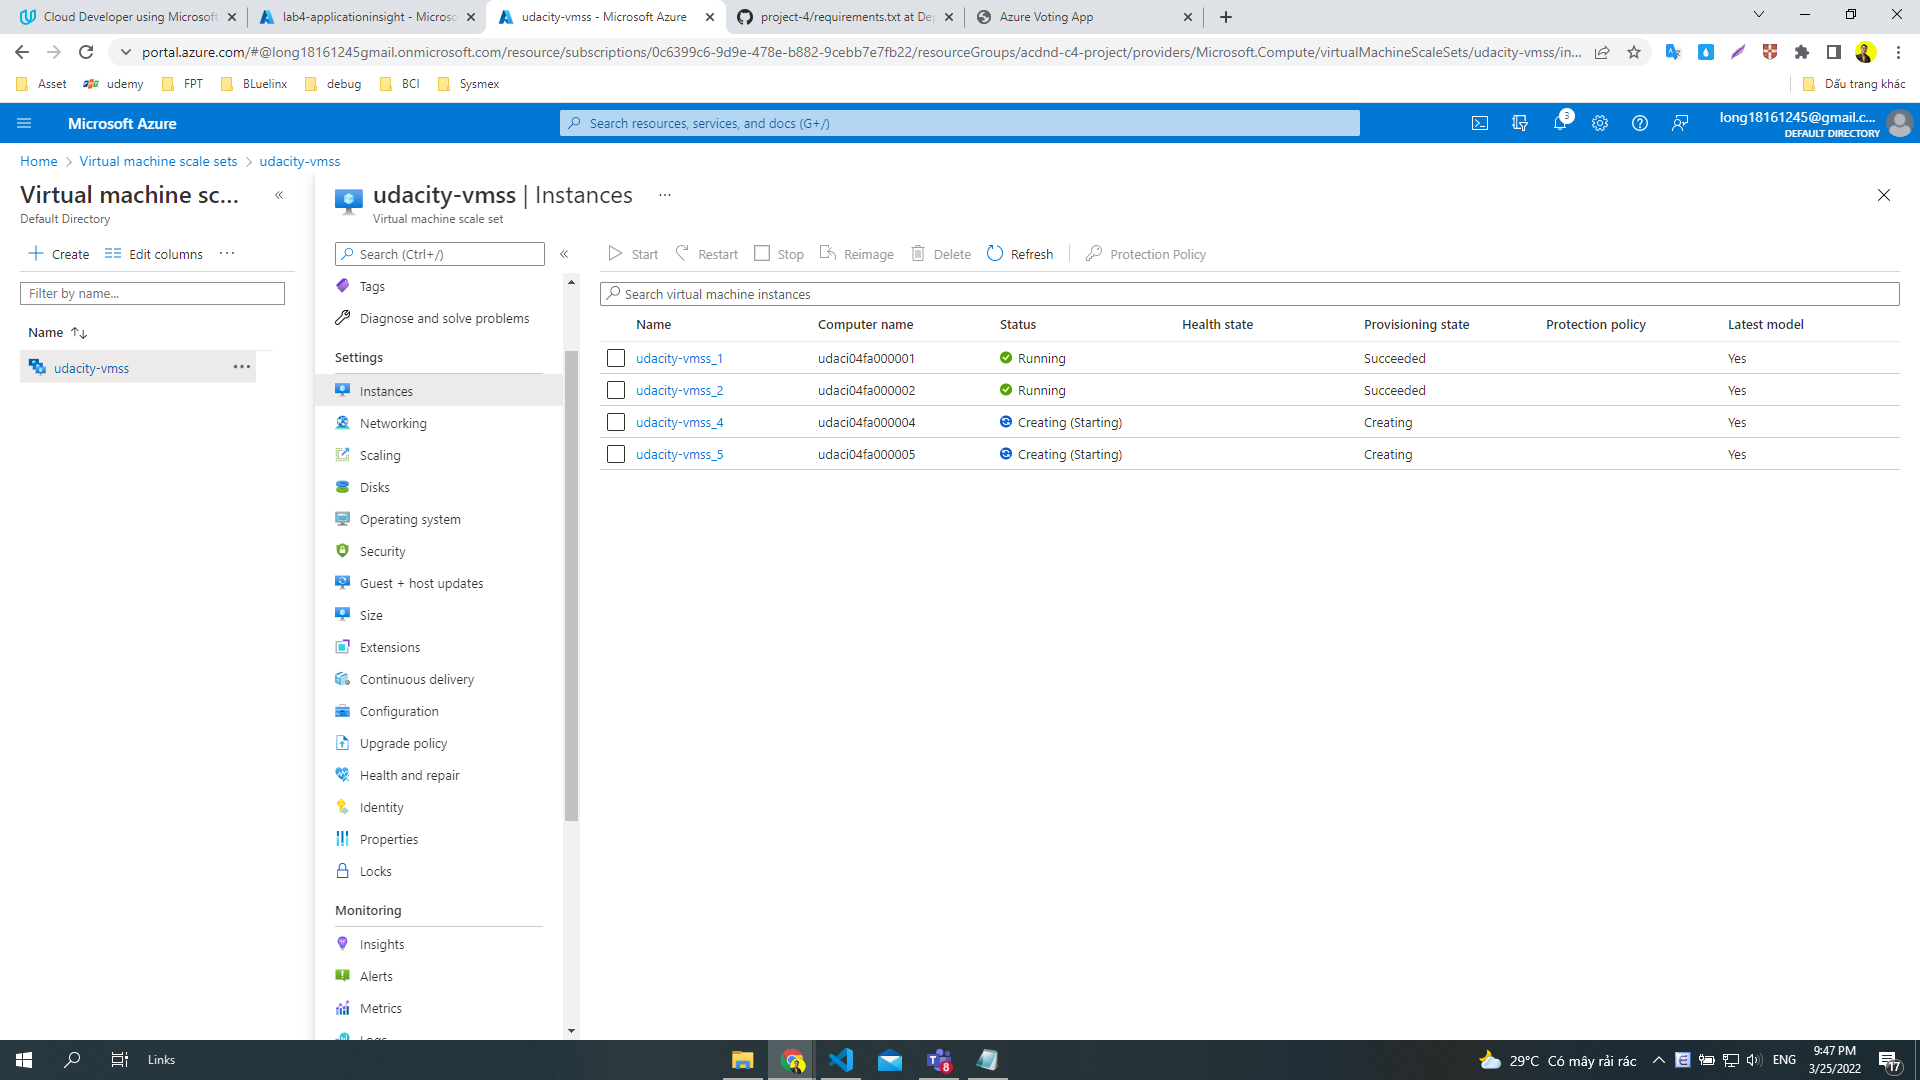 Cloud Developer using Microsoft
lab4-applicationinsight - Microso
udacity-vmss - Microsoft Azure
project-4/requirements.txt at De
Azure Voting App
portal.azure.com/#@long18161245gmail.onmicrosoft.com/resource/subscriptions/0c6399c6-9d9e-478e-b882-9cebb7e7fb22/resourceGroups/acdnd-c4-project/providers/Microsoft.Compute/virtualMachineScaleSets/udacity-vmss/in...
Asset
udemy
FPT
BLuelinx
debug
BCI
Sysmex
Dấu trang khác
Microsoft Azure
Search resources, services, and docs (G+/)
3
long18161245@gmail.c...
DEFAULT DIRECTORY
Home > Virtual machine scale sets > udacity-vmss
Virtual machine sc...
Default Directory
Create
Edit columns
Filter by name...
Name
udacity-vmss
udacity-vmss | Instances
Virtual machine scale set
Search (Ctrl+/)
Tags
Diagnose and solve problems
Settings
Instances
Networking
Scaling
Disks
Operating system
Security
Guest + host updates
Size
Extensions
Continuous delivery
Configuration
Upgrade policy
Health and repair
Identity
Properties
Locks
Monitoring
Insights
Alerts
Metrics
Logs
Start
Restart
Stop
Reimage
Delete
Refresh
Protection Policy
Search virtual machine instances
Name Computer name Status Health state Provisioning state Protection policy Latest model
udacity-vmss_1 udaci04fa000001 Running Succeeded Yes
udacity-vmss_2 udaci04fa000002 Running Succeeded Yes
udacity-vmss_4 udaci04fa000004 Creating (Starting) Creating Yes
udacity-vmss_5 udaci04fa000005 Creating (Starting) Creating Yes
Links
8
29°C Có mây rải rác
ENG
9:47 PM
3/25/2022
17